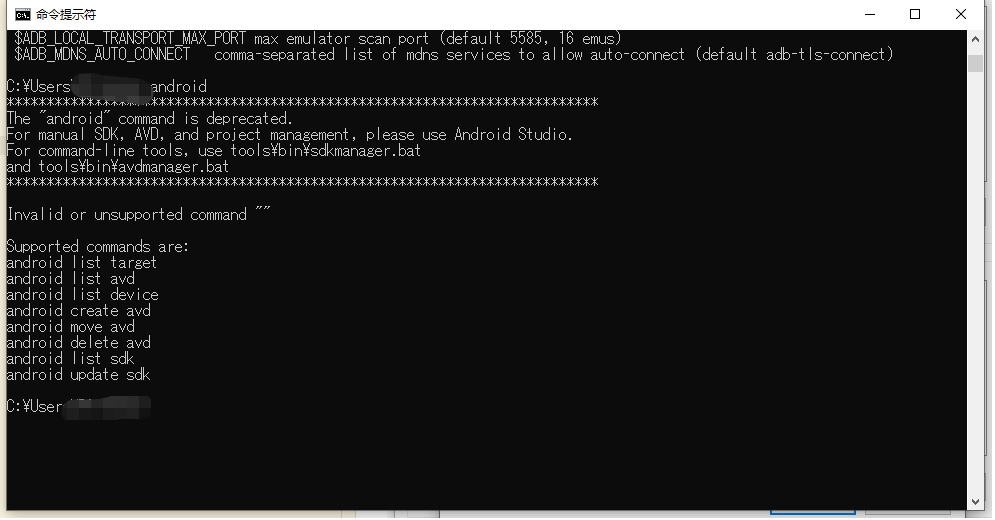 命令提示符
$ADB_LOCAL_TRANSPORT_MAX_PORT max emulator scan port (default 5585, 16 emus)
$ADB_MDNS_AUTO_CONNECT   comma-separated list of mdns services to allow auto-connect (default adb-tls-connect)
C:¥Users¥ android
**************************************************************************
The "android" command is deprecated.
For manual SDK, AVD, and project management, please use Android Studio.
For command-line tools, use tools¥bin¥sdkmanager.bat
and tools¥bin¥avdmanager.bat
**************************************************************************
Invalid or unsupported command ""
Supported commands are:
android list target
android list avd
android list device
android create avd
android move avd
android delete avd
android list sdk
android update sdk
C:¥User